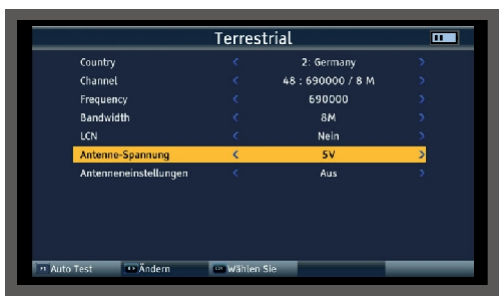 Terrestrial
Country < 2: Germany >
Channel < 48 : 690000 / 8 M >
Frequency < 690000 >
Bandwidth < 8M >
LCN < Nein >
Antenne-Spannung < 5V >
Antenneneinstellungen < Aus >
Auto Test Ändern Wählen Sie